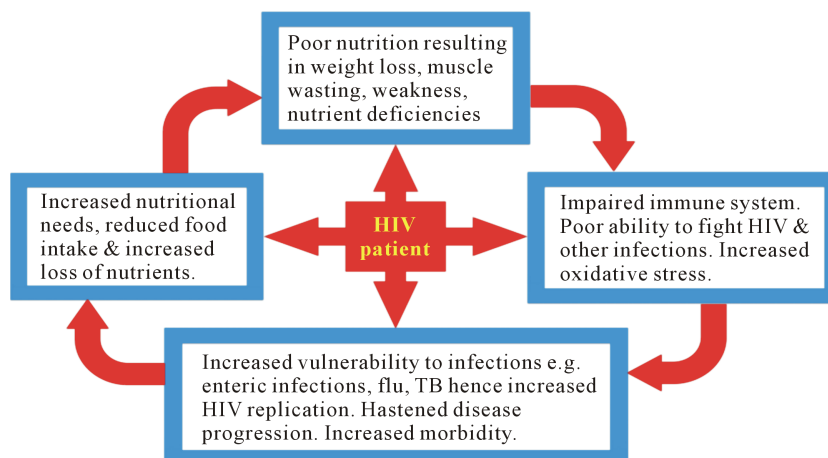 Poor nutrition resulting
in weight loss, muscle
wasting, weakness,
nutrient deficiencies
Increased nutritional
needs, reduced food
intake & increased
loss of nutrients.
HIV
patient
Impaired immune system.
Poor ability to fight HIV &
other infections. Increased
oxidative stress.
Increased vulnerability to infections e.g.
enteric infections, flu, TB hence increased
HIV replication. Hastened disease
progression. Increased morbidity.